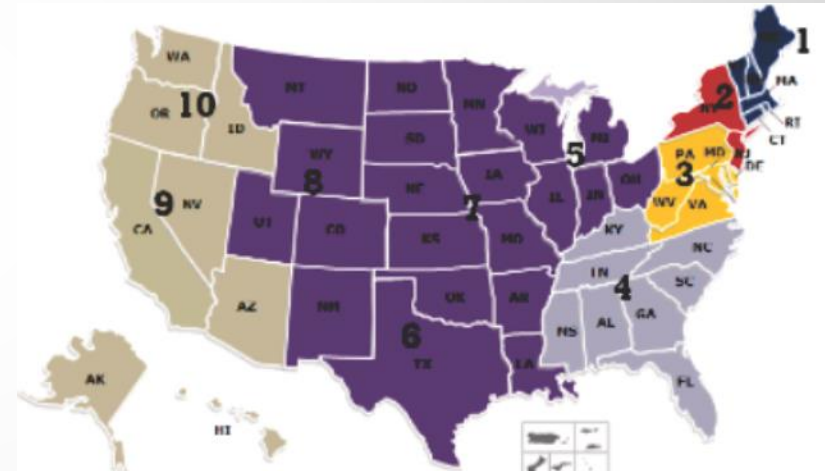 WA
1
MT
ND
MN
MA
OR
10
ID
2
NY
RI
CT
SD
WI
MI
WY
5
PA
MD
NJ
DE
8
IA
3
NE
OH
9
NV
UT
CO
7
IL
IN
WV
VA
CA
KS
MO
KY
NC
TN
4
SC
AZ
NM
OK
AR
MS
AL
GA
6
TX
LA
FL
AK
HI